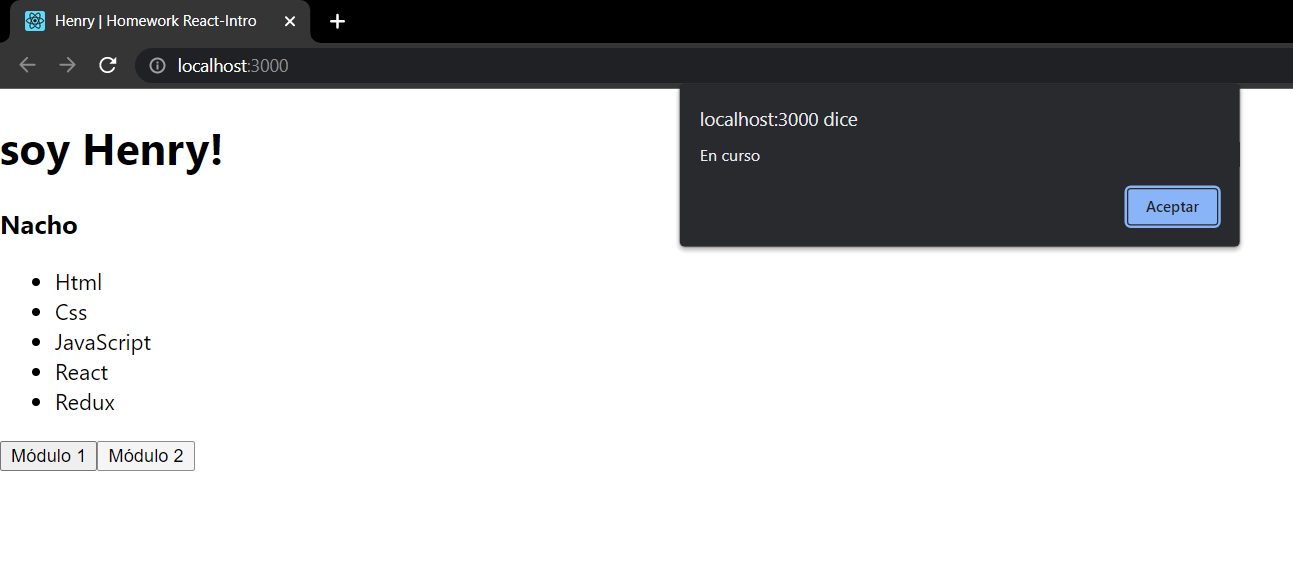 Henry | Homework React-Intro
localhost:3000
localhost:3000 dice
En curso
Aceptar
soy Henry!
Nacho
Html
Css
JavaScript
React
Redux
Módulo 1 Módulo 2